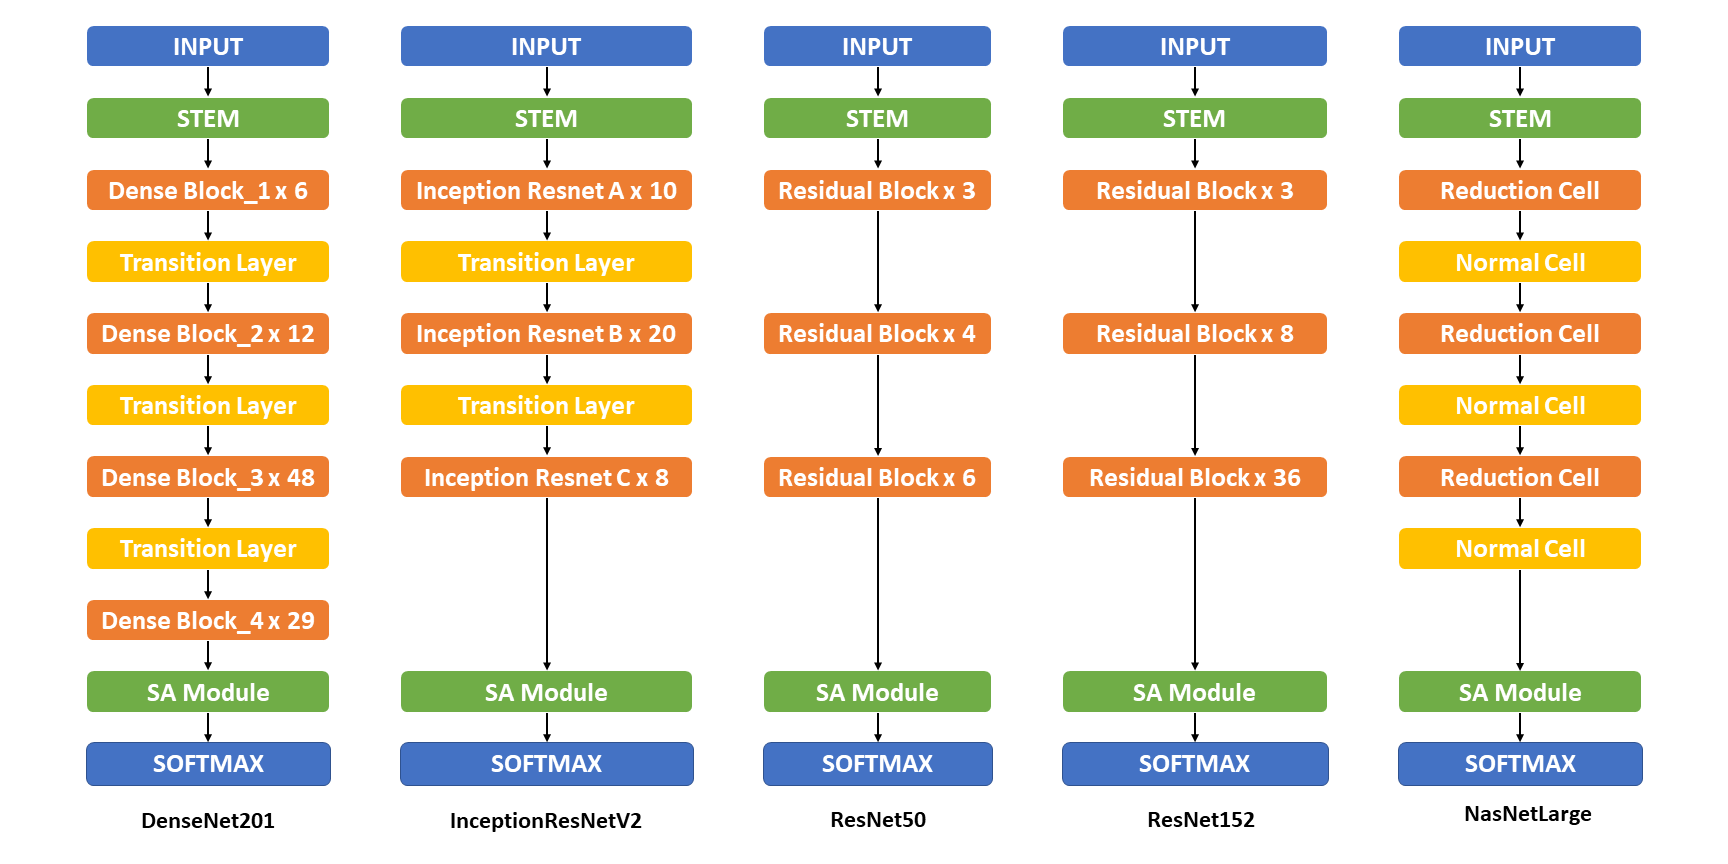 INPUT
STEM
Dense Block_1 x 6
Transition Layer
Dense Block_2 x 12
Transition Layer
Dense Block_3 x 48
Transition Layer
Dense Block_4 x 29
SA Module
SOFTMAX
DenseNet201
INPUT
STEM
Inception Resnet A x 10
Transition Layer
Inception Resnet B x 20
Transition Layer
Inception Resnet C x 8
SA Module
SOFTMAX
InceptionResNetV2
INPUT
STEM
Residual Block x 3
Residual Block x 4
Residual Block x 6
SA Module
SOFTMAX
ResNet50
INPUT
STEM
Residual Block x 3
Residual Block x 8
Residual Block x 36
SA Module
SOFTMAX
ResNet152
INPUT
STEM
Reduction Cell
Normal Cell
Reduction Cell
Normal Cell
Reduction Cell
Normal Cell
SA Module
SOFTMAX
NasNetLarge